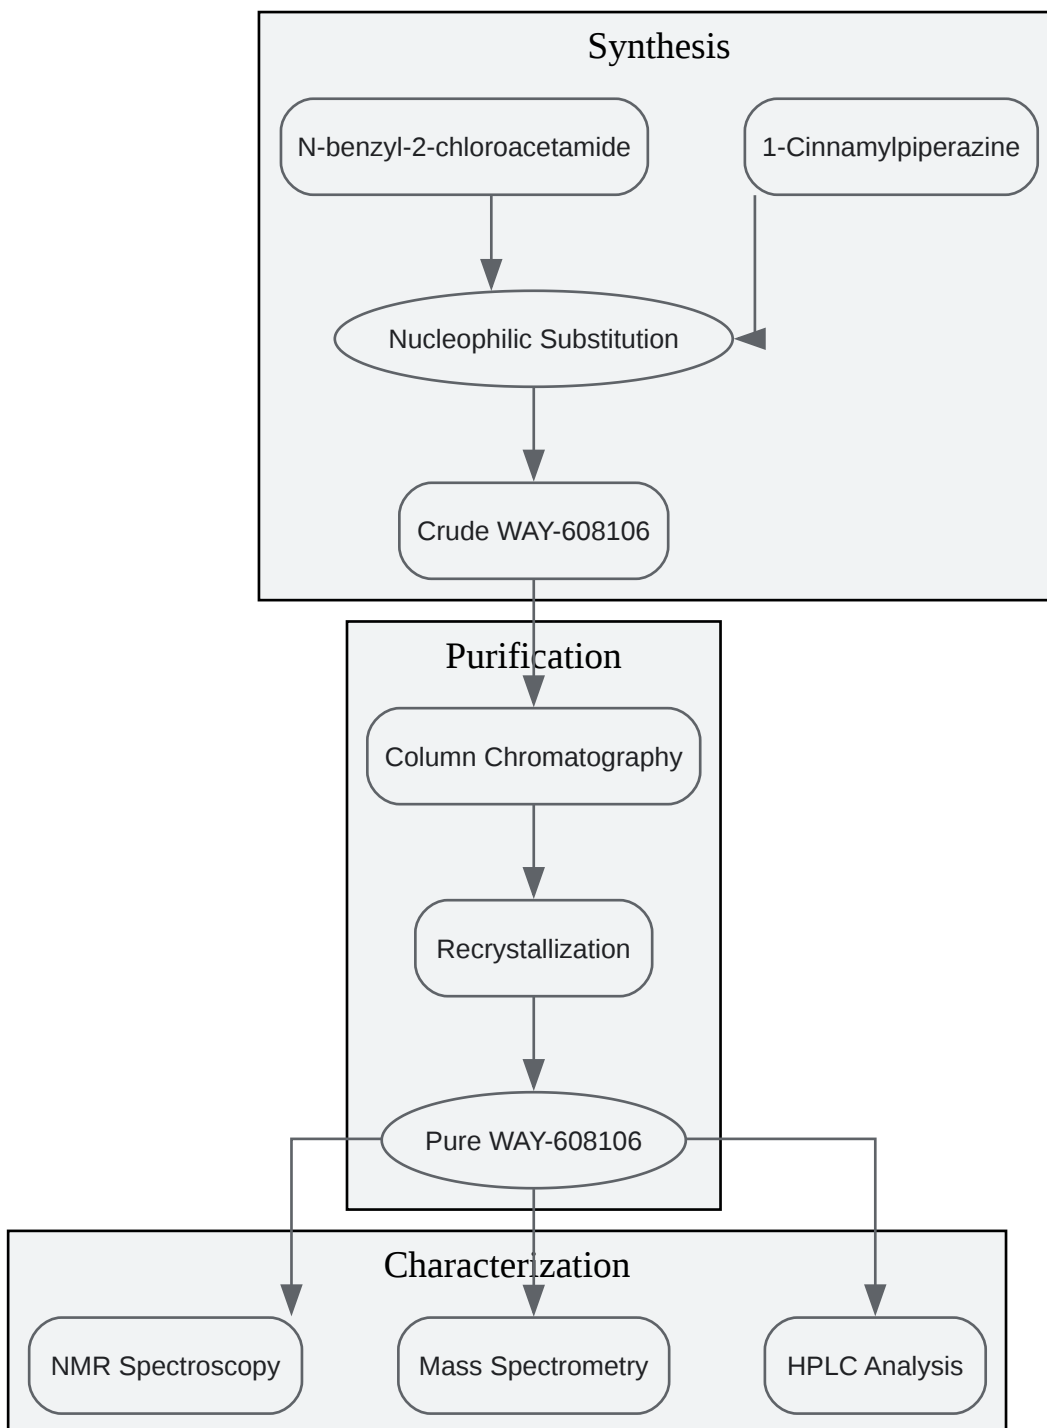 Synthesis
N-benzyl-2-chloroacetamide
1-Cinnamylpiperazine
Nucleophilic Substitution
Crude WAY-608106
Purification
Column Chromatography
Recrystallization
Pure WAY-608106
Characterization
NMR Spectroscopy
Mass Spectrometry
HPLC Analysis